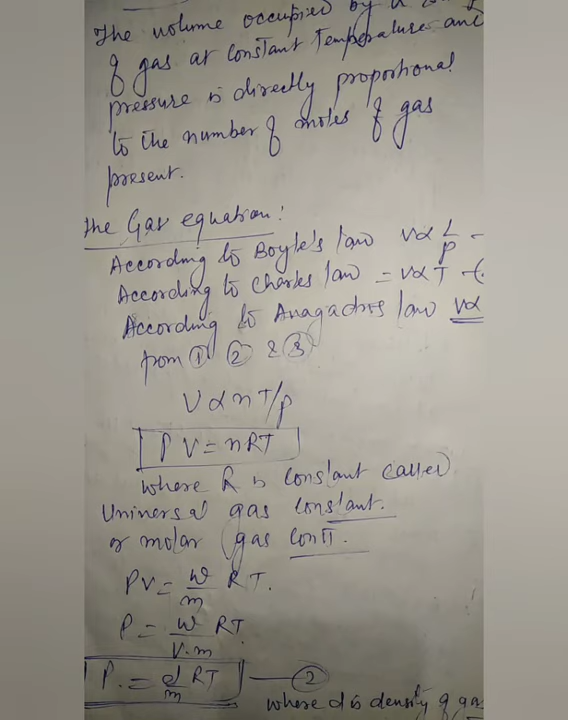 The volume occupied by a
of gas at constant Temperature and
pressure is directly proportional
to the number of moles of gas
present.
the Gas equation:
According to Boyle's law V∝ 1/P -
According to Charles law = V∝T -(
According to Avagadros law V∝
from ① ② & ③
V∝nT/P
PV=nRT
where R is constant called
Universal gas constant.
or molar gas
PV= w/m RT.
P = w/V.m RT
P. = d/m RT — ②
where d is density of gas